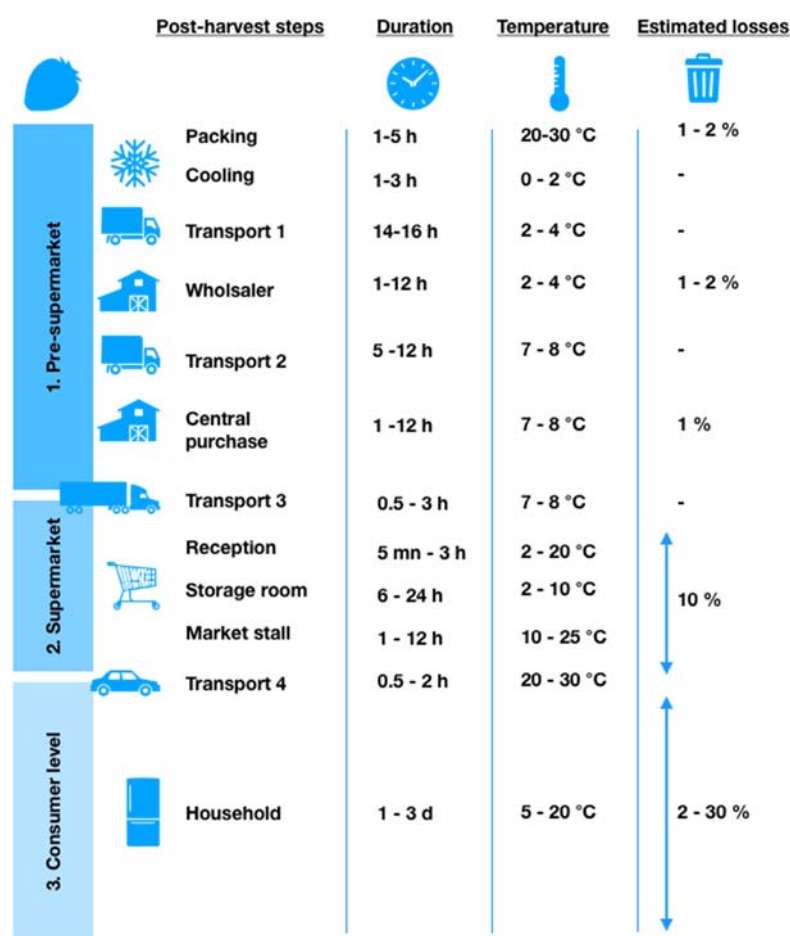 Post-harvest steps Duration Temperature Estimated losses
1. Pre-supermarket
Packing 1-5 h 20-30 °C 1 - 2 %
Cooling 1-3 h 0 - 2 °C -
Transport 1 14-16 h 2 - 4 °C -
Wholsaler 1-12 h 2 - 4 °C 1 - 2 %
Transport 2 5 -12 h 7 - 8 °C -
Central
purchase 1 -12 h 7 - 8 °C 1 %
Transport 3 0.5 - 3 h 7 - 8 °C -
2. Supermarket
Reception 5 mn - 3 h 2 - 20 °C
Storage room 6 - 24 h 2 - 10 °C 10 %
Market stall 1 - 12 h 10 - 25 °C
Transport 4 0.5 - 2 h 20 - 30 °C
3. Consumer level
Household 1 - 3 d 5 - 20 °C 2 - 30 %